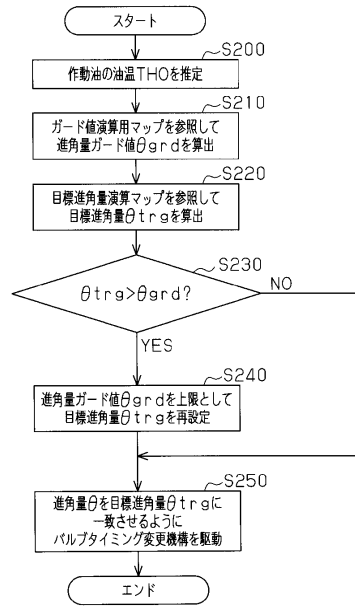 スタート
S200
作動油の油温THOを推定
S210
ガード値演算用マップを参照して
進角量ガード値θgrdを算出
S220
目標進角量演算マップを参照して
目標進角量θtrgを算出
S230
θtrg>θgrd?
NO
YES
S240
進角量ガード値θgrdを上限として
目標進角量θtrgを再設定
S250
進角量θを目標進角量θtrgに
一致させるように
バルブタイミング変更機構を駆動
エンド